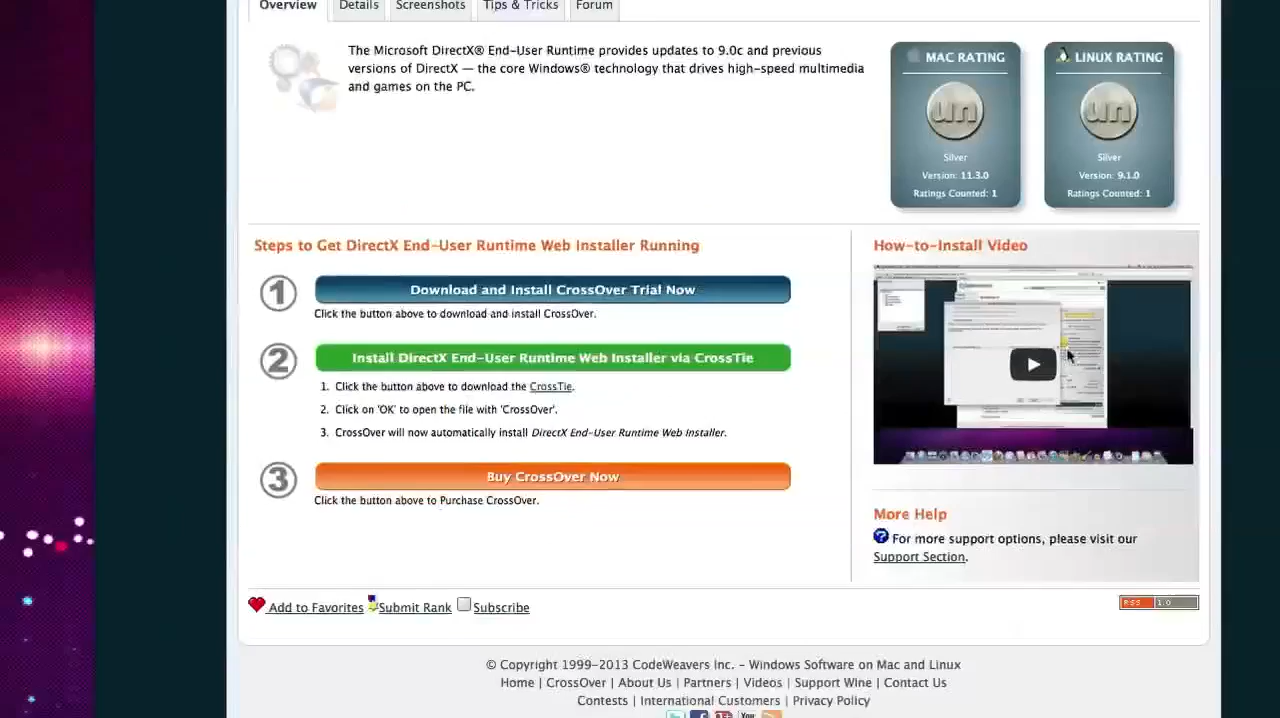 Overview Details Screenshots Tips & Tricks Forum
The Microsoft DirectX® End-User Runtime provides updates to 9.0c and previous
versions of DirectX — the core Windows® technology that drives high-speed multimedia
and games on the PC.
MAC RATING
un
Silver
Version: 11.3.0
Ratings Counted: 1
LINUX RATING
un
Silver
Version: 9.1.0
Ratings Counted: 1
Steps to Get DirectX End-User Runtime Web Installer Running
1
Download and Install CrossOver Trial Now
Click the button above to download and install CrossOver.
2
Install DirectX End-User Runtime Web Installer via CrossTie
1. Click the button above to download the CrossTie.
2. Click on 'OK' to open the file with 'CrossOver'.
3. CrossOver will now automatically install DirectX End-User Runtime Web Installer.
3
Buy CrossOver Now
Click the button above to Purchase CrossOver.
How-to-Install Video
More Help
? For more support options, please visit our
Support Section.
Add to Favorites Submit Rank Subscribe
RSS 1.0
© Copyright 1999-2013 CodeWeavers Inc. - Windows Software on Mac and Linux
Home | CrossOver | About Us | Partners | Videos | Support Wine | Contact Us
Contests | International Customers | Privacy Policy